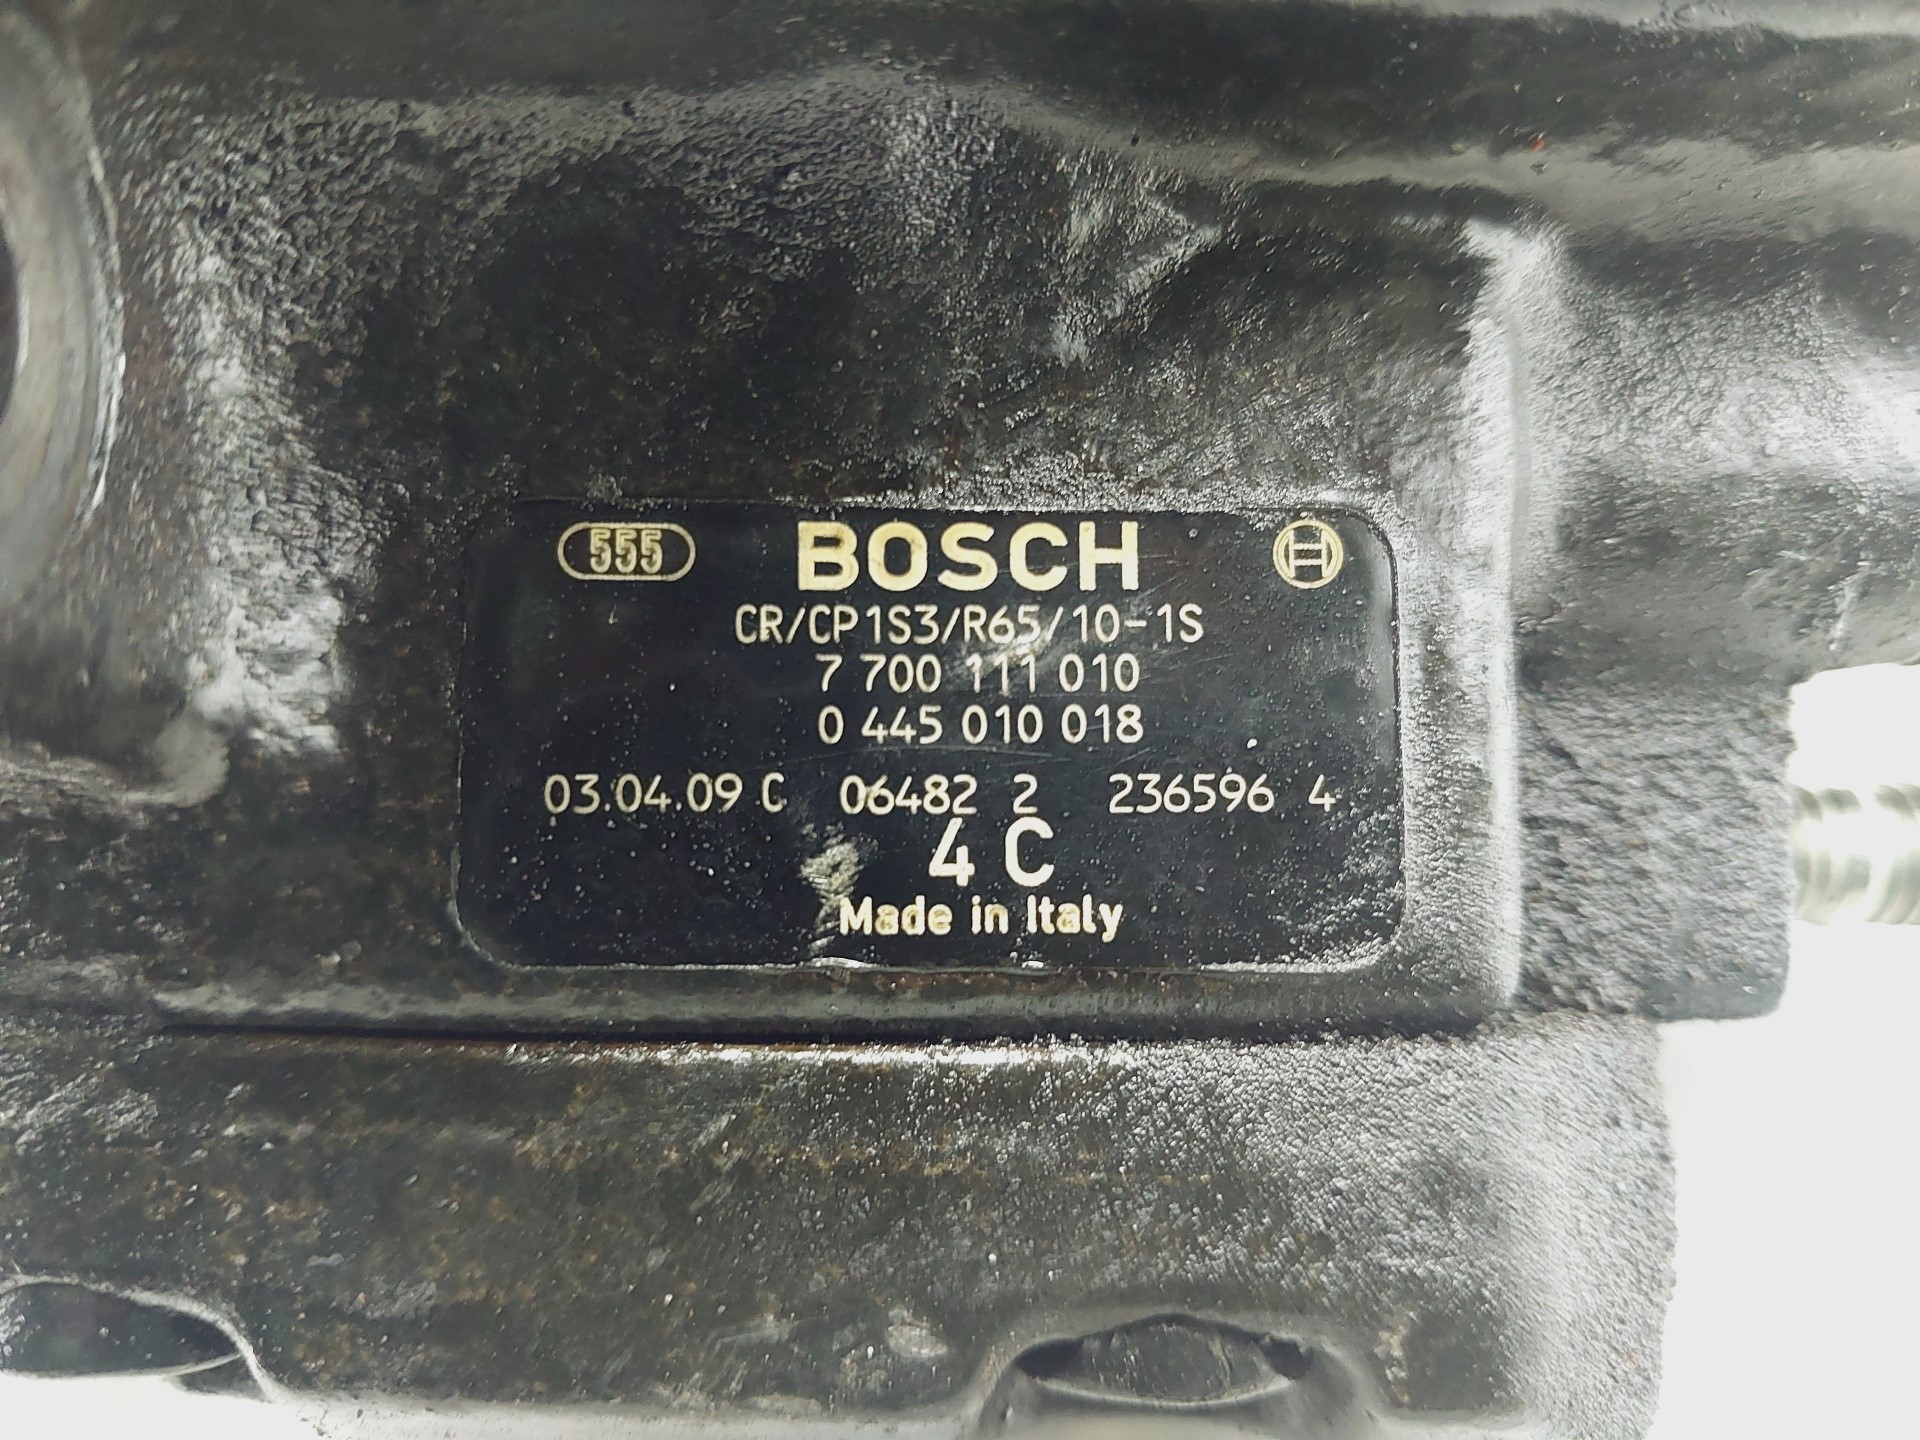 555 BOSCH
CR/CP1S3/R65/10-1S
7 700 111 010
0 445 010 018
03.04.09 C 06482 2 236596 4
4 C
Made in Italy